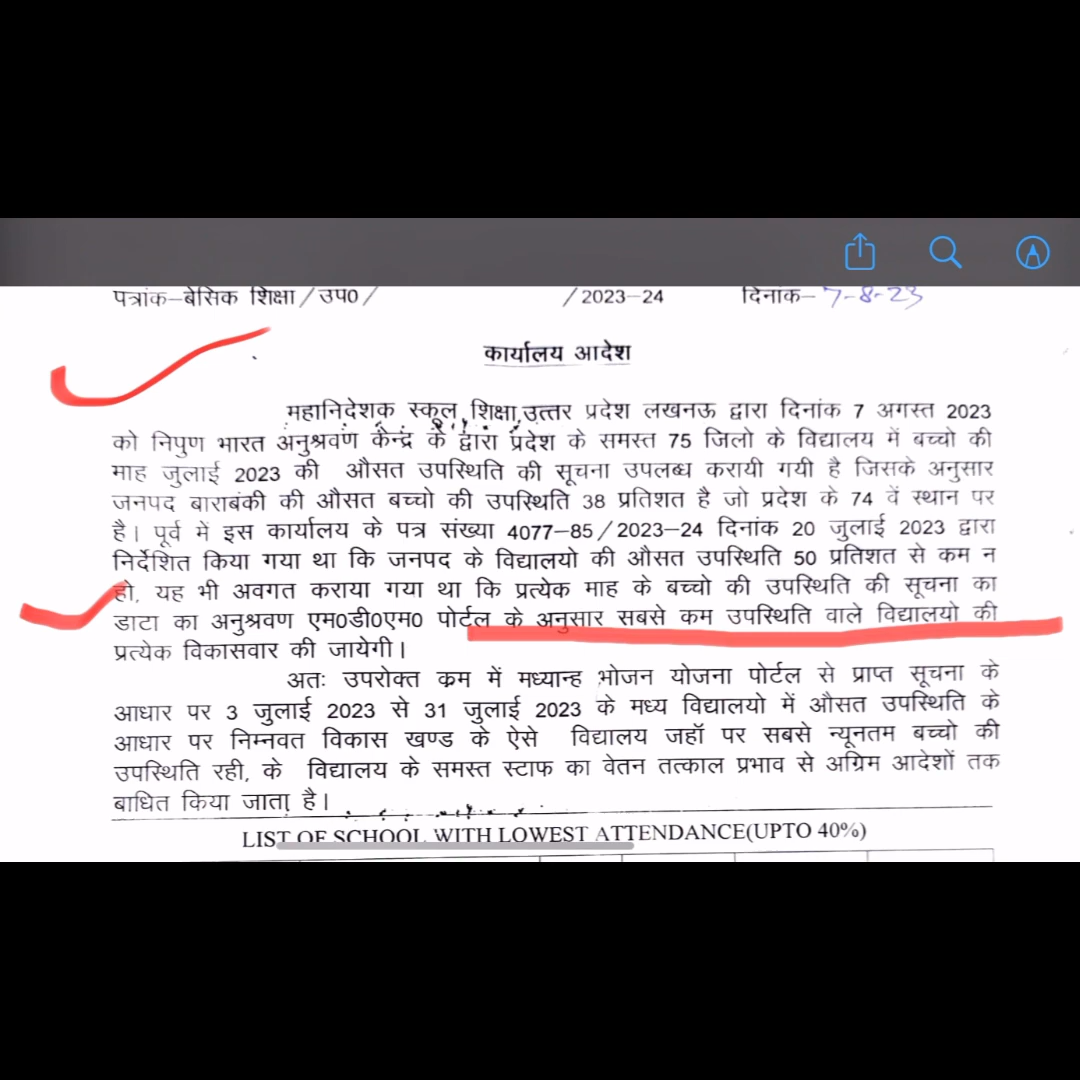 पत्रांक–बेसिक शिक्षा/उप0/ /2023–24 दिनांक– 7-8-23
कार्यालय आदेश
महानिदेशक स्कूल शिक्षा,उत्तर प्रदेश लखनऊ द्वारा दिनांक 7 अगस्त 2023
को निपुण भारत अनुश्रवण केन्द्र के द्वारा प्रदेश के समस्त 75 जिलो के विद्यालय में बच्चो की
माह जुलाई 2023 की औसत उपस्थिति की सूचना उपलब्ध करायी गयी है जिसके अनुसार
जनपद बाराबंकी की औसत बच्चो की उपस्थिति 38 प्रतिशत है जो प्रदेश के 74 वें स्थान पर
है। पूर्व में इस कार्यालय के पत्र संख्या 4077–85/2023–24 दिनांक 20 जुलाई 2023 द्वारा
निर्देशित किया गया था कि जनपद के विद्यालयो की औसत उपस्थिति 50 प्रतिशत से कम न
हो, यह भी अवगत कराया गया था कि प्रत्येक माह के बच्चो की उपस्थिति की सूचना का
डाटा का अनुश्रवण एम0डी0एम0 पोर्टल के अनुसार सबसे कम उपस्थिति वाले विद्यालयो की
प्रत्येक विकासवार की जायेगी।
अतः उपरोक्त क्रम में मध्यान्ह भोजन योजना पोर्टल से प्राप्त सूचना के
आधार पर 3 जुलाई 2023 से 31 जुलाई 2023 के मध्य विद्यालयो में औसत उपस्थिति के
आधार पर निम्नवत विकास खण्ड के ऐसे विद्यालय जहॉ पर सबसे न्यूनतम बच्चो की
उपस्थिति रही, के विद्यालय के समस्त स्टाफ का वेतन तत्काल प्रभाव से अग्रिम आदेशों तक
बाधित किया जाता है।
LIST OF SCHOOL WITH LOWEST ATTENDANCE(UPTO 40%)